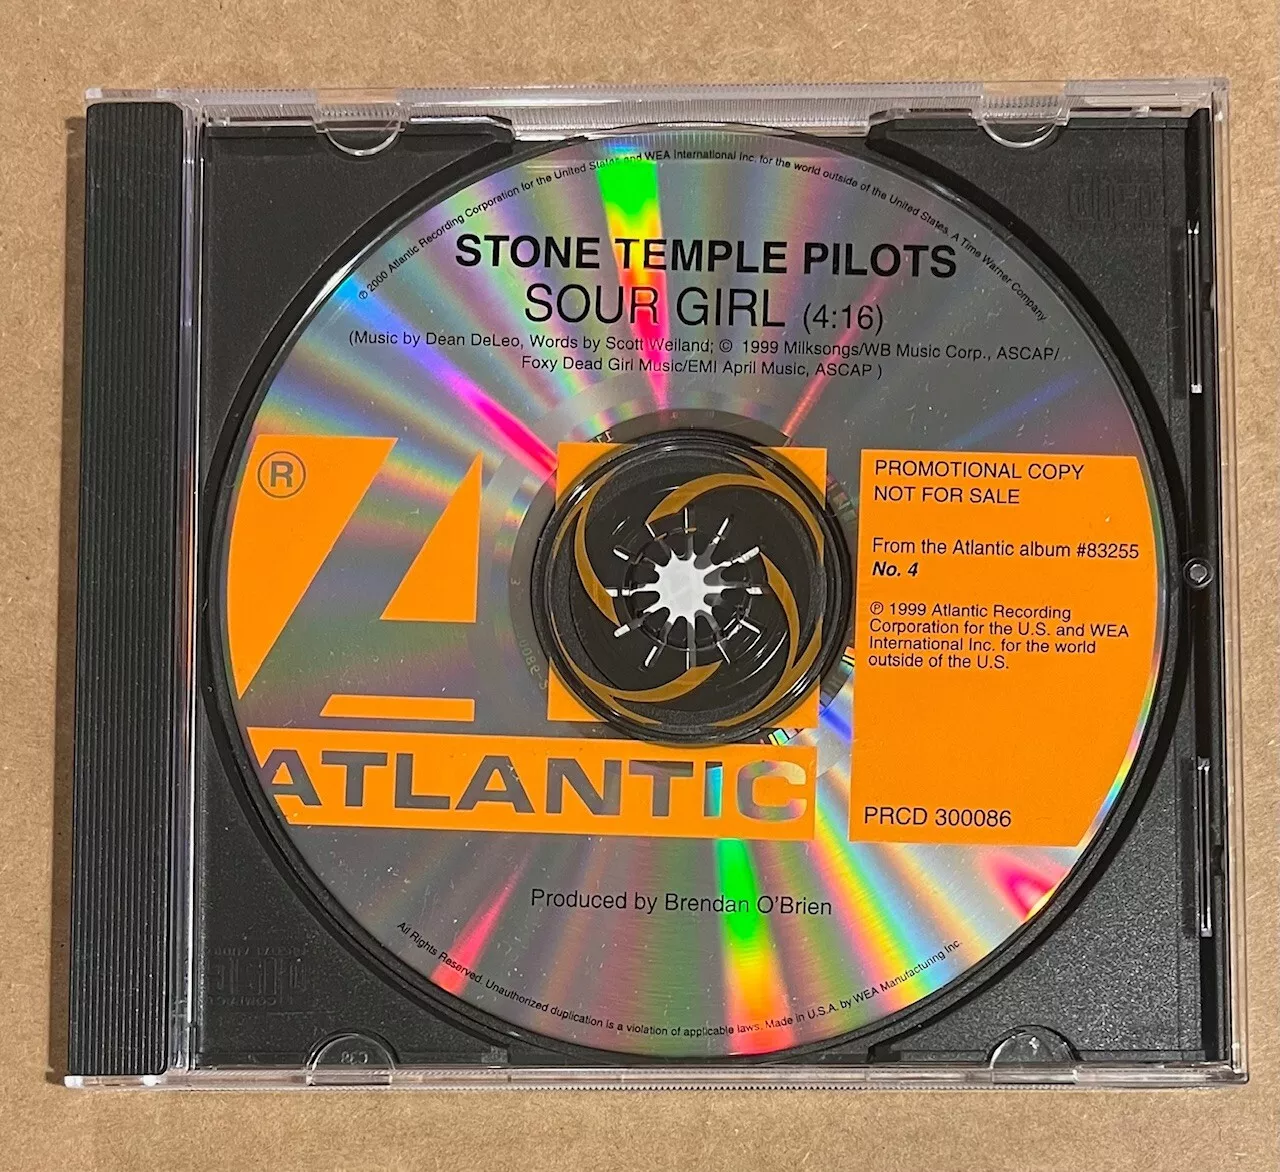 ℗ 2000 Atlantic Recording Corporation for the United States and WEA International Inc. for the world outside of the United States. A Time Warner Company
STONE TEMPLE PILOTS
SOUR GIRL (4:16)
(Music by Dean DeLeo, Words by Scott Weiland; © 1999 Milksongs/WB Music Corp., ASCAP/
Foxy Dead Girl Music/EMI April Music, ASCAP )
®
PROMOTIONAL COPY
NOT FOR SALE
From the Atlantic album #83255
No. 4
℗ 1999 Atlantic Recording
Corporation for the U.S. and WEA
International Inc. for the world
outside of the U.S.
ATLANTIC
PRCD 300086
Produced by Brendan O'Brien
All Rights Reserved. Unauthorized duplication is a violation of applicable laws. Made in U.S.A. by WEA Manufacturing Inc.